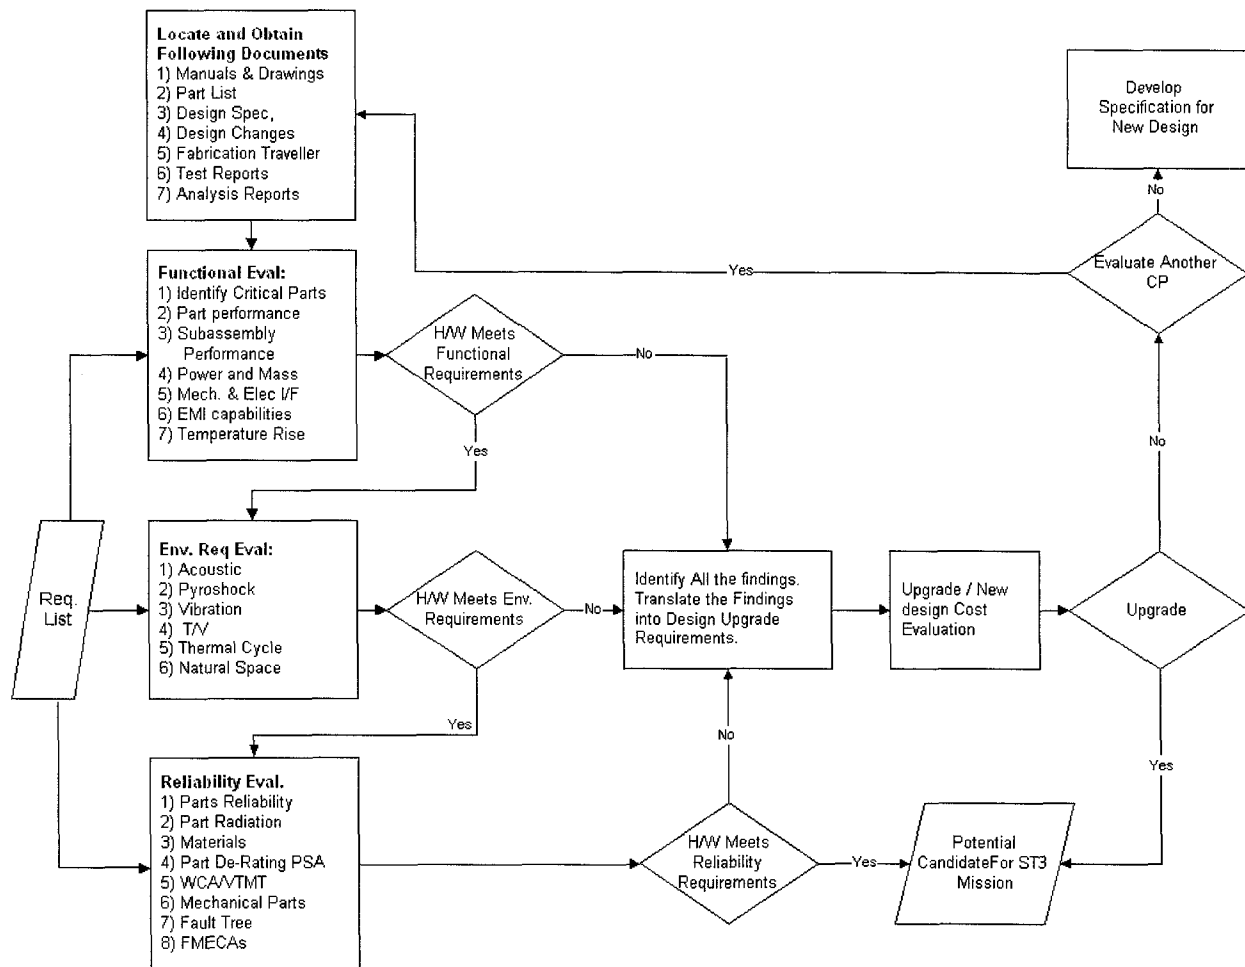 Locate and Obtain
Following Documents
1) Manuals & Drawings
2) Part List
3) Design Spec,
4) Design Changes
5) Fabrication Traveller
6) Test Reports
7) Analysis Reports
Develop
Specification for
New Design
No
Evaluate Another
CP
Yes
Functional Eval:
1) Identify Critical Parts
2) Part performance
3) Subassembly
Performance
4) Power and Mass
5) Mech. & Elec I/F
6) EMI capabilities
7) Temperature Rise
H/W Meets
Functional
Requirements
No
Yes
No
Req.
List
Env. Req Eval:
1) Acoustic
2) Pyroshock
3) Vibration
4) T/V
5) Thermal Cycle
6) Natural Space
H/W Meets Env.
Requirements
No
Identify All the findings.
Translate the Findings
into Design Upgrade
Requirements.
Upgrade / New
design Cost
Evaluation
Upgrade
Yes
No
Yes
Reliability Eval.
1) Parts Reliability
2) Part Radiation
3) Materials
4) Part De-Rating PSA
5) WCA/VTMT
6) Mechanical Parts
7) Fault Tree
8) FMECAs
H/W Meets
Reliability
Requirements
Yes
Potential
CandidateFor ST3
Mission